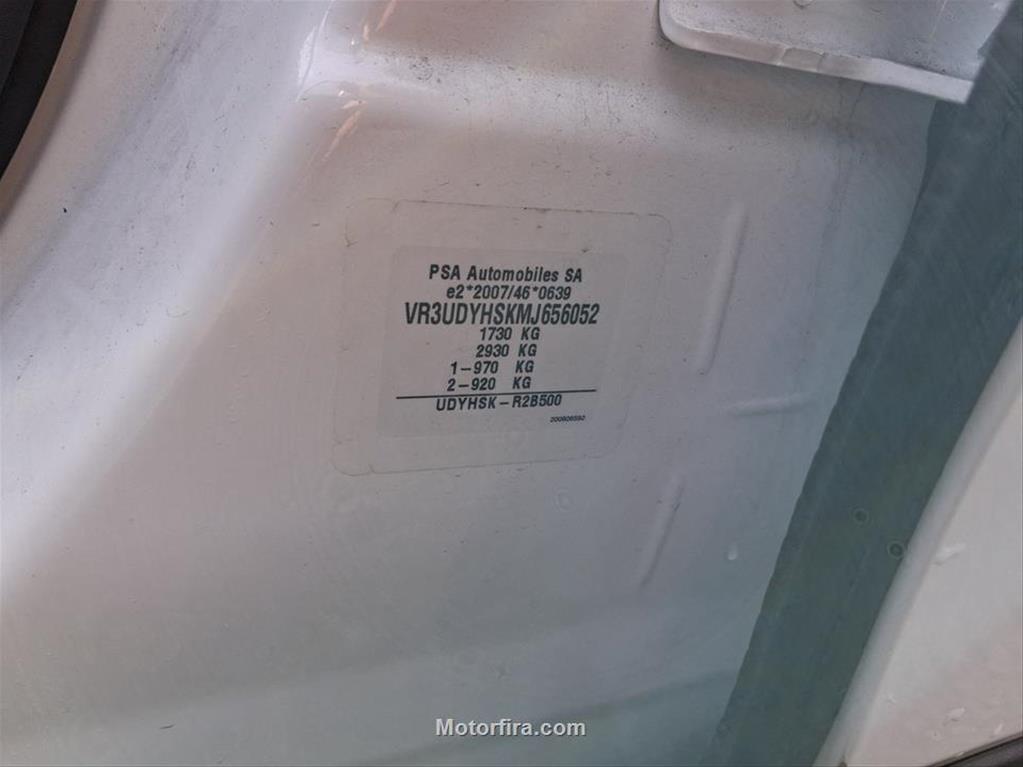 PSA Automobiles SA
e2*2007/46*0639
VR3UDYHSKMJ656052
1730 KG
2930 KG
1-970 KG
2-920 KG
UDYHSK-R2B500
200606592
Motorfira.com